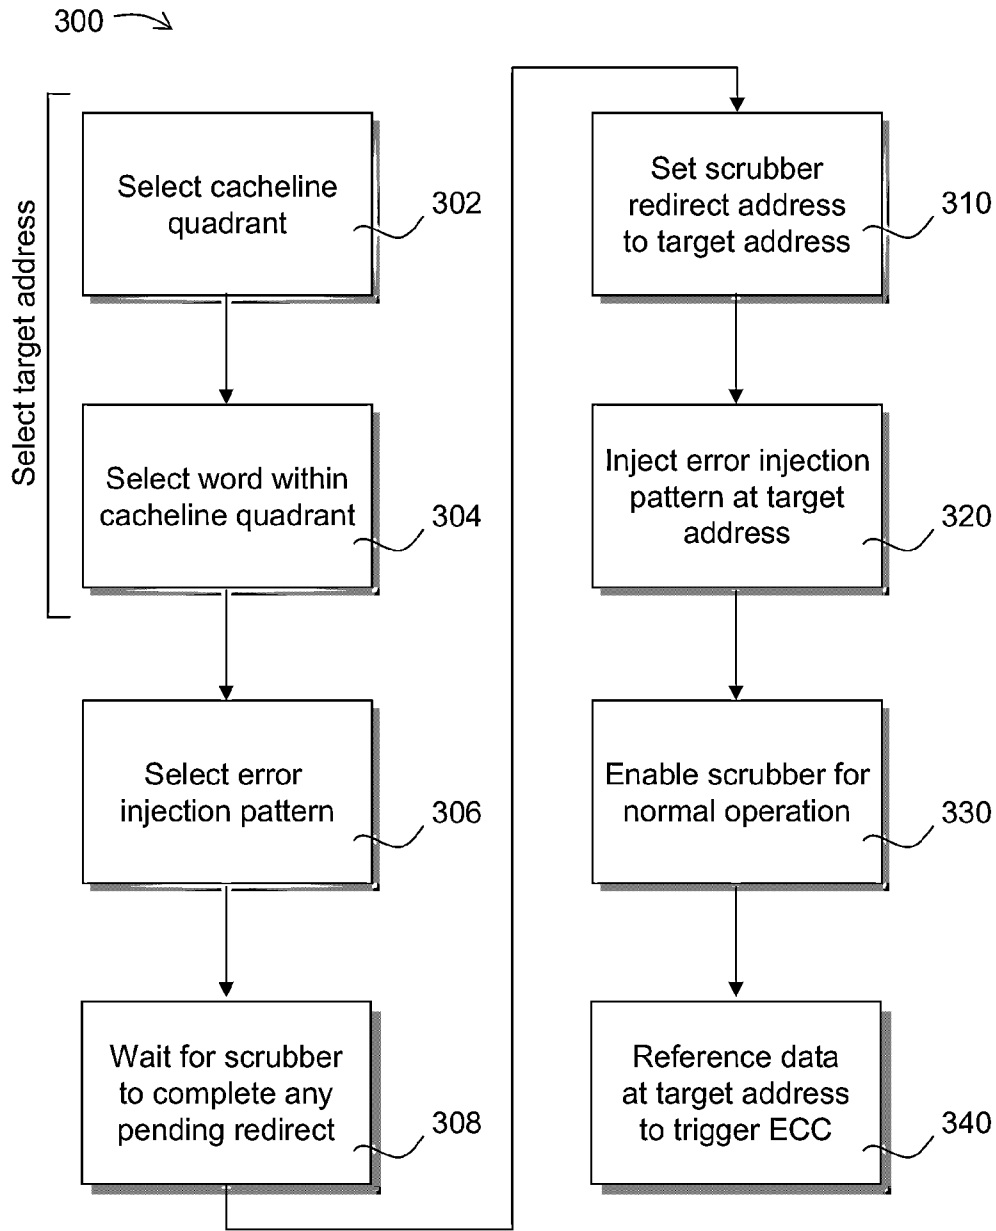 300
Select target address
Select cacheline
quadrant
302
Select word within
cacheline quadrant
304
Select error
injection pattern
306
Wait for scrubber
to complete any
pending redirect
308
Set scrubber
redirect address
to target address
310
Inject error injection
pattern at target
address
320
Enable scrubber for
normal operation
330
Reference data
at target address
to trigger ECC
340